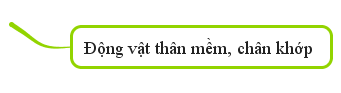 Động vật thân mềm, chân khớp